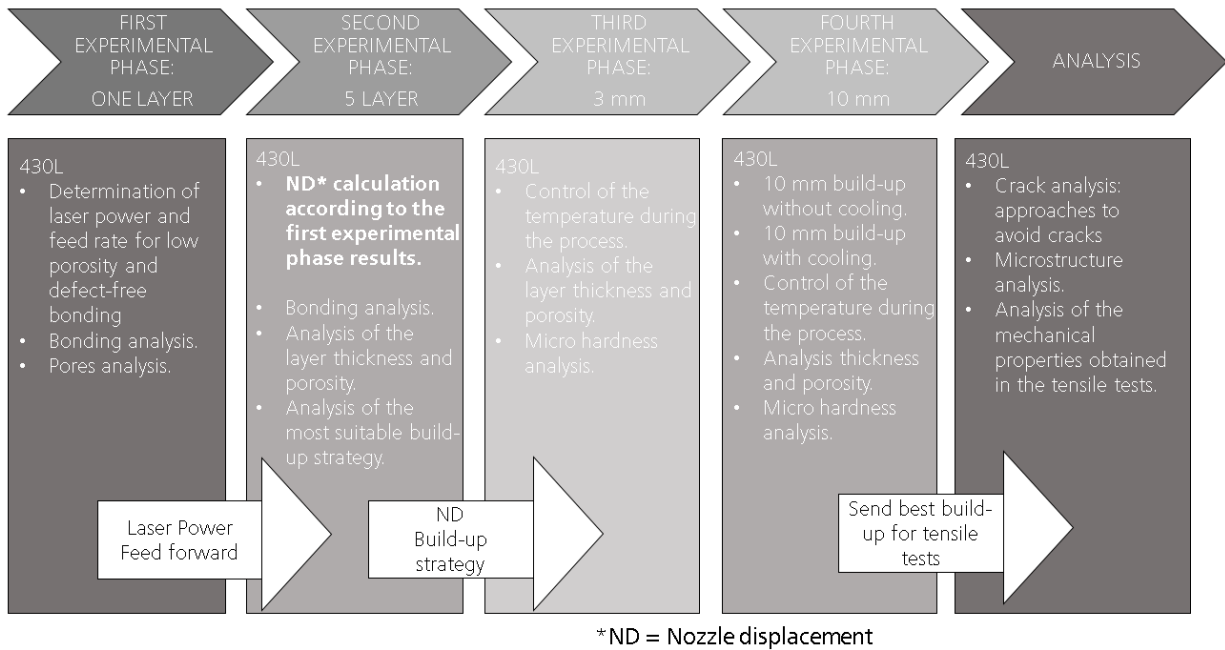 FIRST
EXPERIMENTAL
PHASE:
ONE LAYER
SECOND
EXPERIMENTAL
PHASE:
5 LAYER
THIRD
EXPERIMENTAL
PHASE:
3 mm
FOURTH
EXPERIMENTAL
PHASE:
10 mm
ANALYSIS
430L
• Determination of
laser power and
feed rate for low
porosity and
defect-free
bonding
• Bonding analysis.
• Pores analysis.
Laser Power
Feed forward
430L
• ND* calculation
according to the
first experimental
phase results.
• Bonding analysis.
• Analysis of the
layer thickness and
porosity.
• Analysis of the
most suitable build-
up strategy.
ND
Build-up
strategy
430L
• Control of the
temperature during
the process.
• Analysis of the
layer thickness and
porosity.
• Micro hardness
analysis.
430L
• 10 mm build-up
without cooling.
• 10 mm build-up
with cooling.
• Control of the
temperature during
the process.
• Analysis thickness
and porosity.
• Micro hardness
analysis.
Send best build-
up for tensile
tests
430L
• Crack analysis:
approaches to
avoid cracks
• Microstructure
analysis.
• Analysis of the
mechanical
properties obtained
in the tensile tests.
*ND = Nozzle displacement